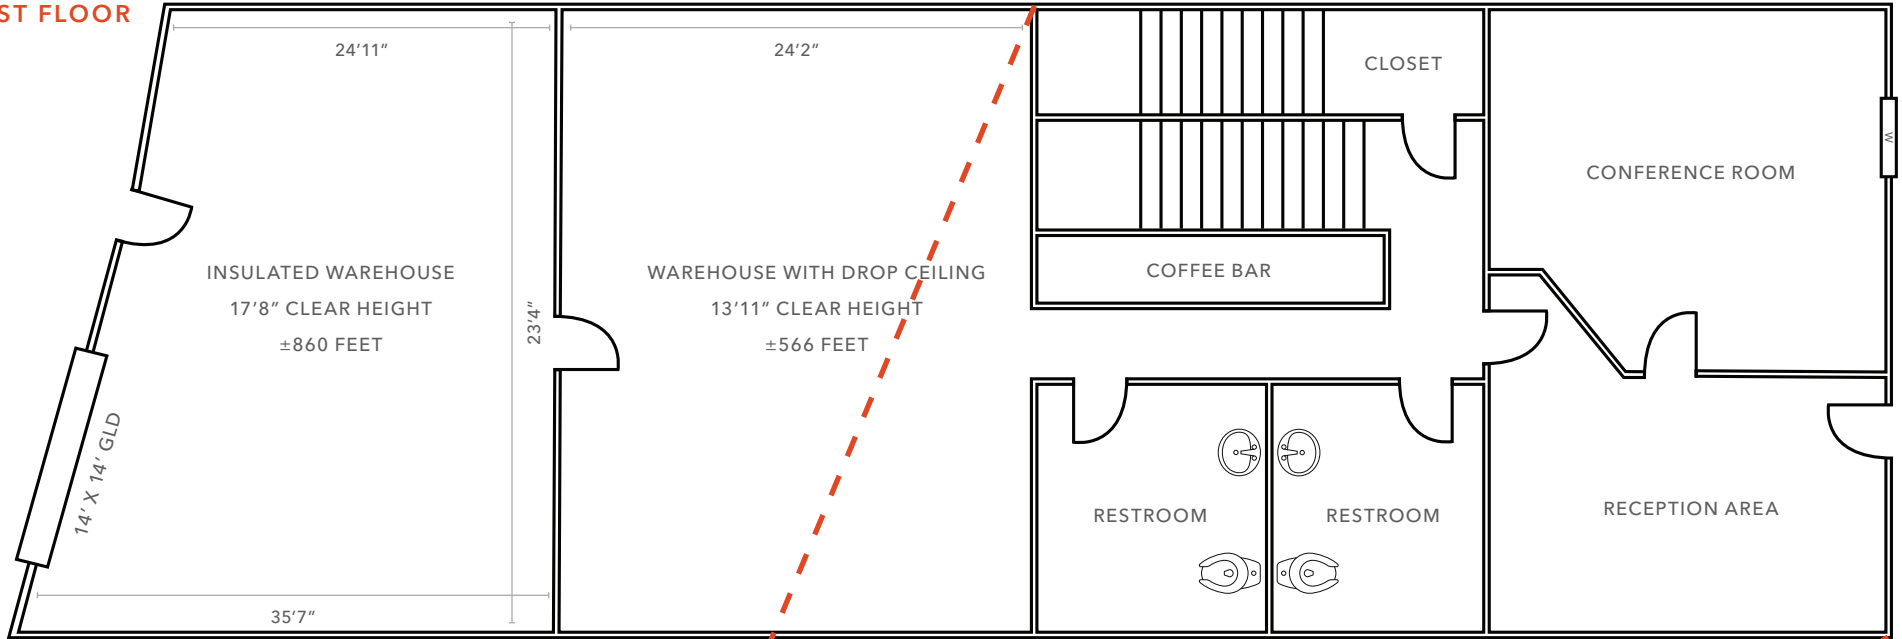 ST FLOOR
24'11"
24'2"
CLOSET
W
CONFERENCE ROOM
INSULATED WAREHOUSE
17'8" CLEAR HEIGHT
±860 FEET
23'4"
WAREHOUSE WITH DROP CEILING
13'11" CLEAR HEIGHT
±566 FEET
COFFEE BAR
14' X 14' GLD
RESTROOM
RESTROOM
RECEPTION AREA
35'7"